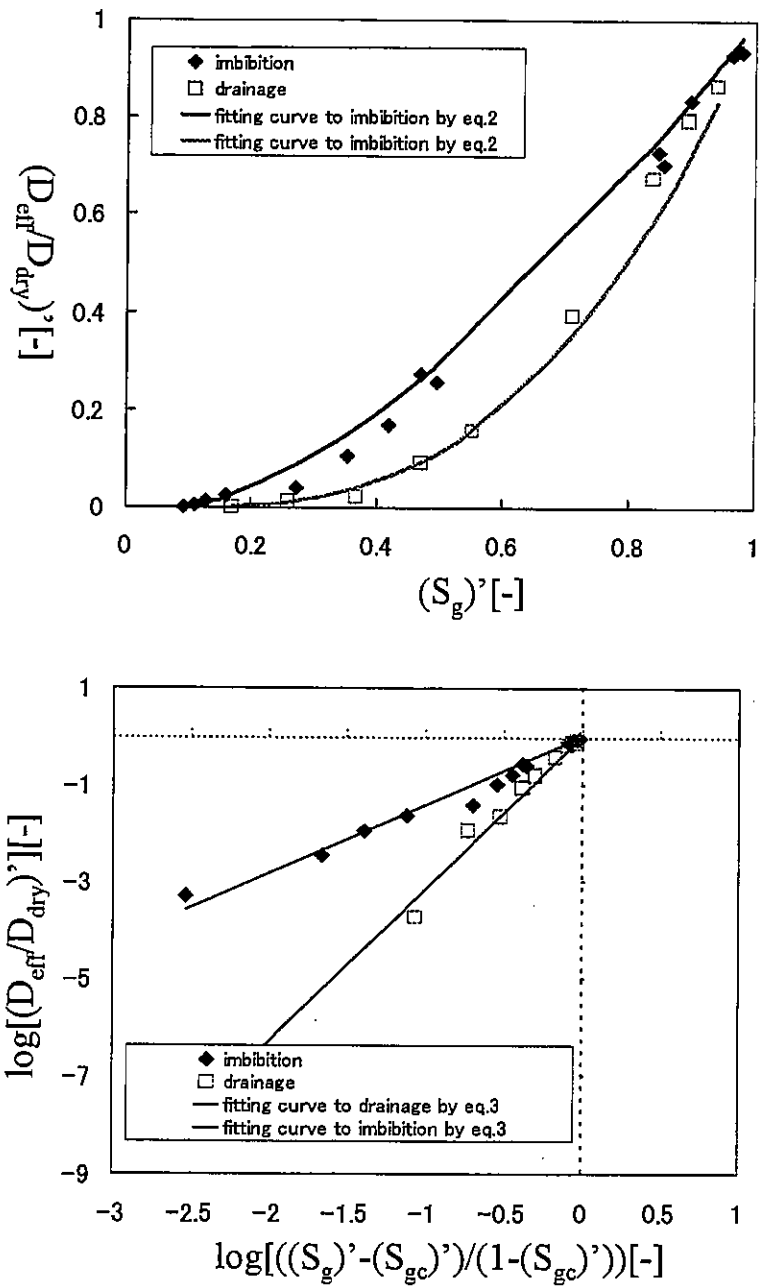 1
0.8
0.6
0.4
0.2
0
(D_eff/D_dry)'[-]
◆ imbibition
□ drainage
fitting curve to imbibition by eq.2
fitting curve to imbibition by eq.2
0 0.2 0.4 0.6 0.8 1
(S_g)'[-]
1
-1
-3
-5
-7
-9
log[(D_eff/D_dry)'][-]
◆ imbibition
□ drainage
fitting curve to drainage by eq.3
fitting curve to imbibition by eq.3
-3 -2.5 -2 -1.5 -1 -0.5 0 0.5 1
log[((S_g)'-(S_gc)')/(1-(S_gc)'))[-]